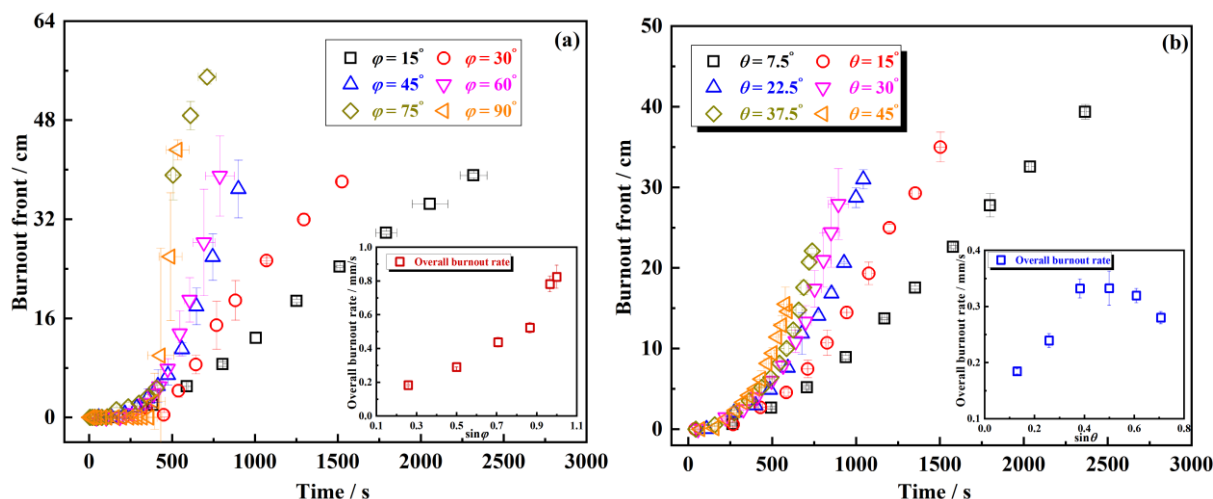 (a)
φ = 15° φ = 30°
φ = 45° φ = 60°
φ = 75° φ = 90°
Burnout front / cm
64
48
32
16
0
0 500 1000 1500 2000 2500 3000
Time / s
Overall burnout rate
Overall burnout rate / mm/s
1.0
0.8
0.6
0.4
0.2
0.0
0.1 0.3 0.5 0.7 0.9 1.1
sinφ
(b)
θ = 7.5° θ = 15°
θ = 22.5° θ = 30°
θ = 37.5° θ = 45°
Burnout front / cm
50
40
30
20
10
0
0 500 1000 1500 2000 2500 3000
Time / s
Overall burnout rate
Overall burnout rate / mm/s
0.4
0.3
0.2
0.1
0.0 0.2 0.4 0.6 0.8
sinθ